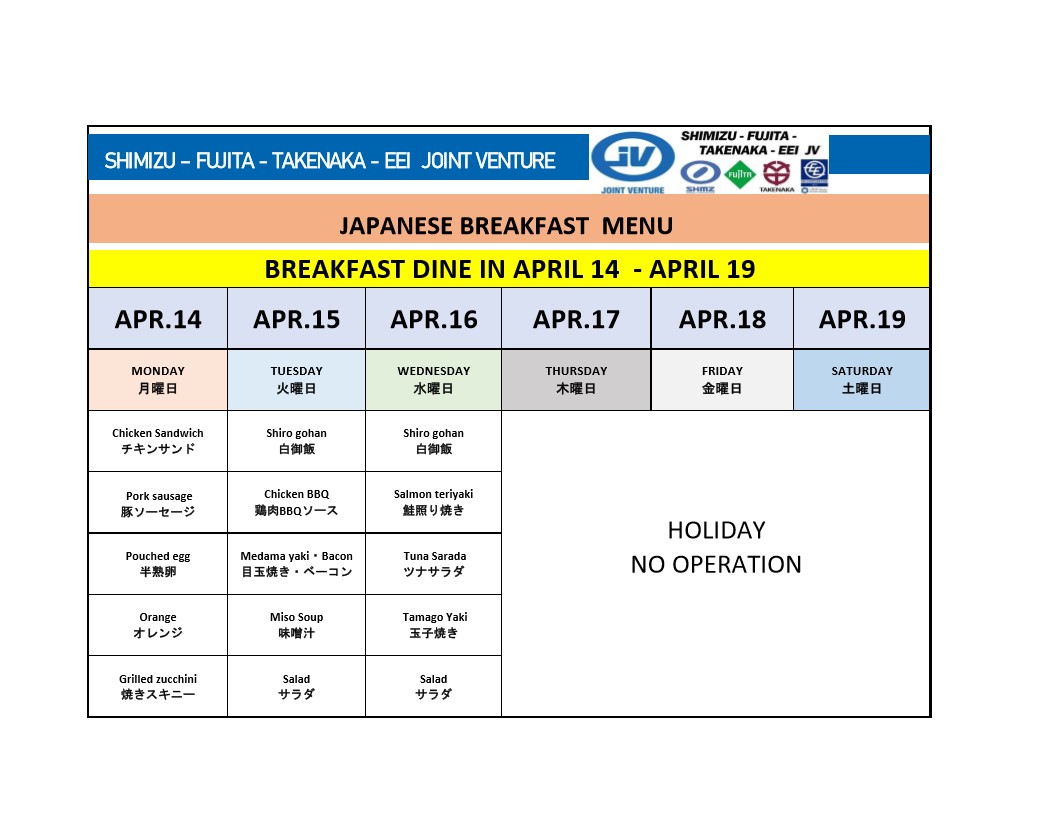 SHIMIZU – FUJITA - TAKENAKA - EEI JOINT VENTURE
JV
JOINT VENTURE
SHIMIZU - FUJITA -
TAKENAKA - EEI JV
SHMZ
FUJITA
TAKENAKA
EEI
JAPANESE BREAKFAST MENU
BREAKFAST DINE IN APRIL 14 - APRIL 19
APR.14 APR.15 APR.16 APR.17 APR.18 APR.19
MONDAY TUESDAY WEDNESDAY THURSDAY FRIDAY SATURDAY
月曜日 火曜日 水曜日 木曜日 金曜日 土曜日
Chicken Sandwich Shiro gohan Shiro gohan
チキンサンド 白御飯 白御飯
Pork sausage Chicken BBQ Salmon teriyaki
豚ソーセージ 鶏肉BBQソース 鮭照り焼き
Pouched egg Medama yaki・Bacon Tuna Sarada
半熟卵 目玉焼き・ベーコン ツナサラダ
Orange Miso Soup Tamago Yaki
オレンジ 味噌汁 玉子焼き
Grilled zucchini Salad Salad
焼きスキニー サラダ サラダ
HOLIDAY
NO OPERATION